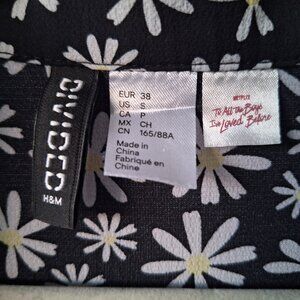 DIVIDED
H&M
EUR 38
US S
CA P
MX CH
CN 165/88A
Made in
China
Fabriqué en
Chine
NETFLIX
To All the Boys
I've Loved Before